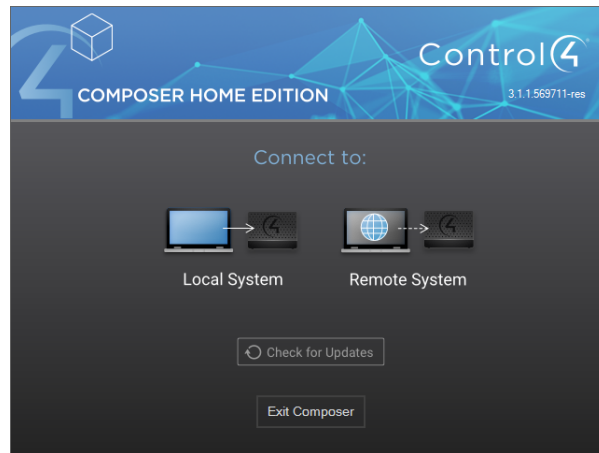 Control4
COMPOSER HOME EDITION
3.1.1.569711-res
Connect to:
Local System
Remote System
Check for Updates
Exit Composer